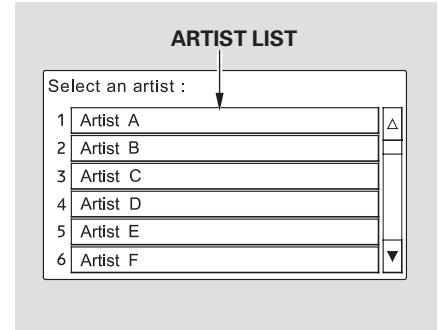 ARTIST LIST
Select an artist :
1 Artist A
2 Artist B
3 Artist C
4 Artist D
5 Artist E
6 Artist F